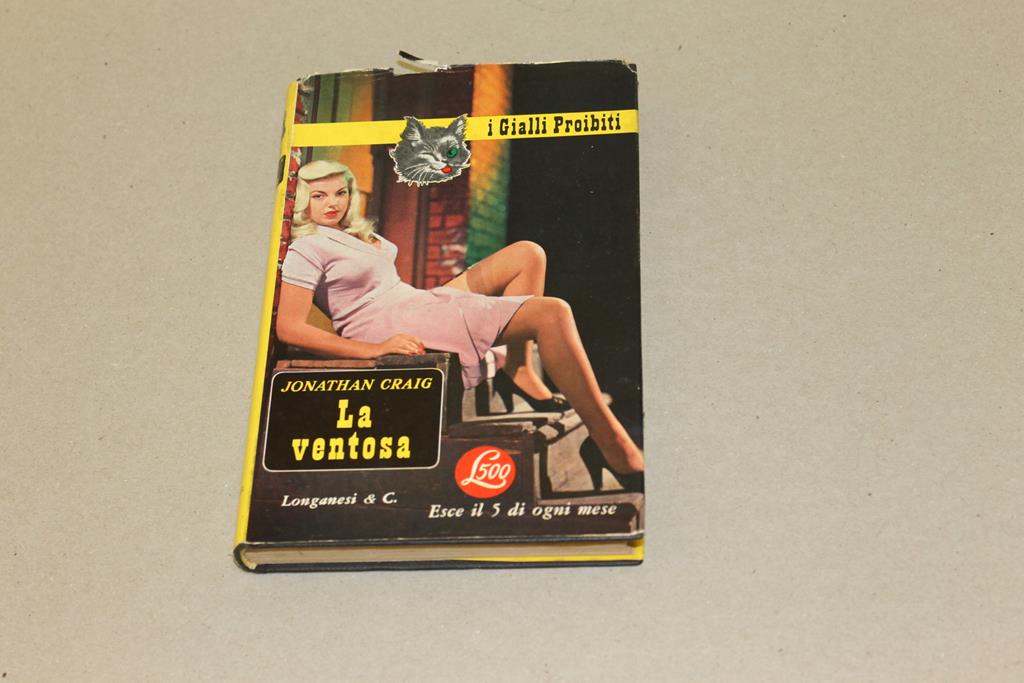 i Gialli Proibiti
JONATHAN CRAIG
La
ventosa
L500
Longanesi & C.
Esce il 5 di ogni mese